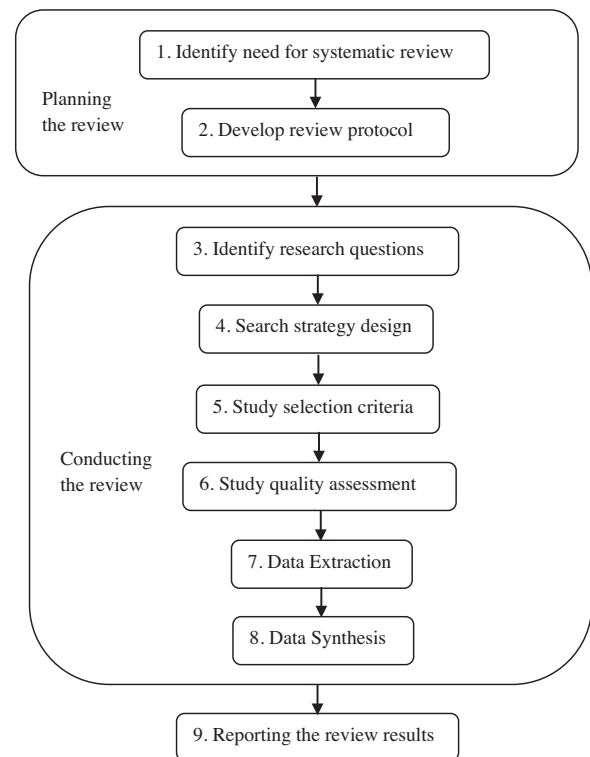 1. Identify need for systematic review
Planning
the review
2. Develop review protocol
3. Identify research questions
4. Search strategy design
5. Study selection criteria
Conducting
the review
6. Study quality assessment
7. Data Extraction
8. Data Synthesis
9. Reporting the review results